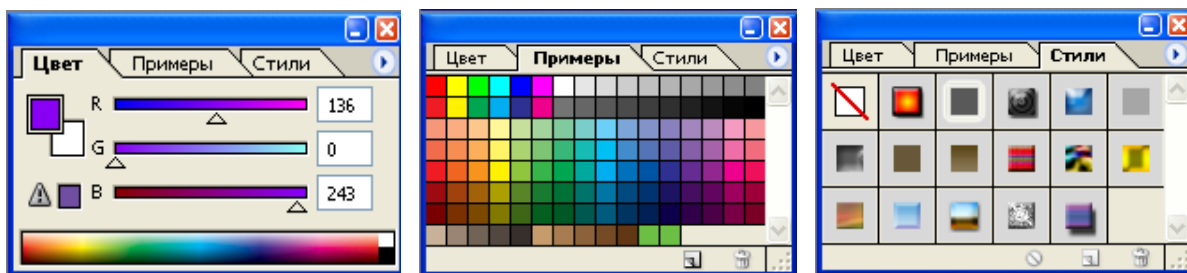 Цвет Примеры Стили
R 136
G 0
B 243
Цвет Примеры Стили
Цвет Примеры Стили